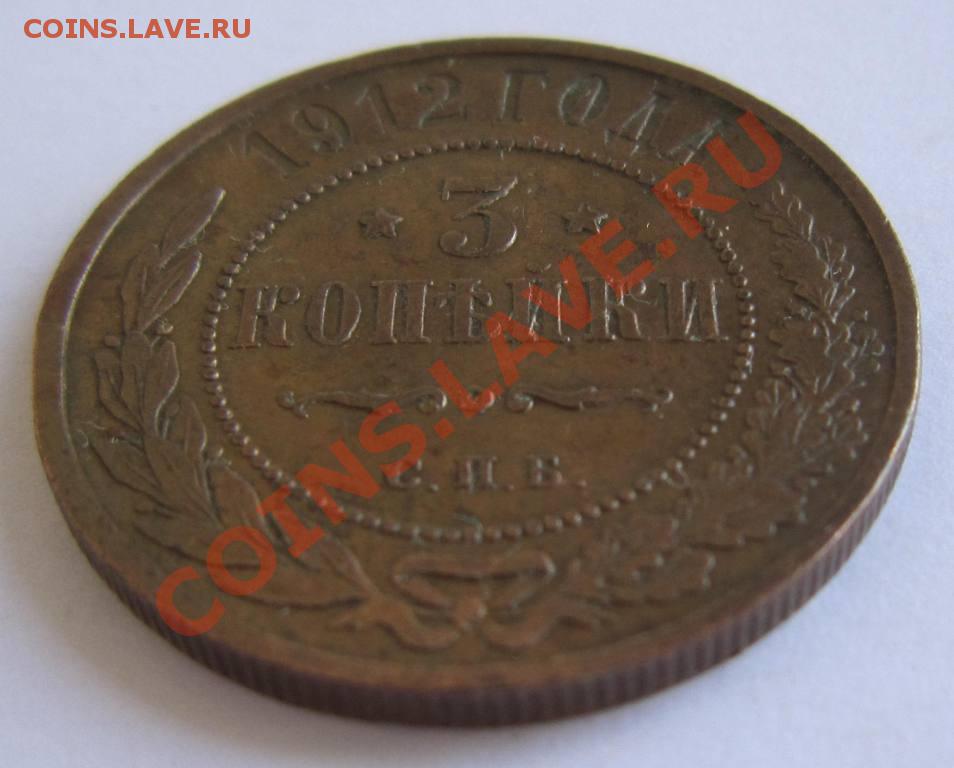 COINS.LAVE.RU
1912 ГОДА
3
КОПѢЙКИ
С.П.Б.
COINS.LAVE.RU